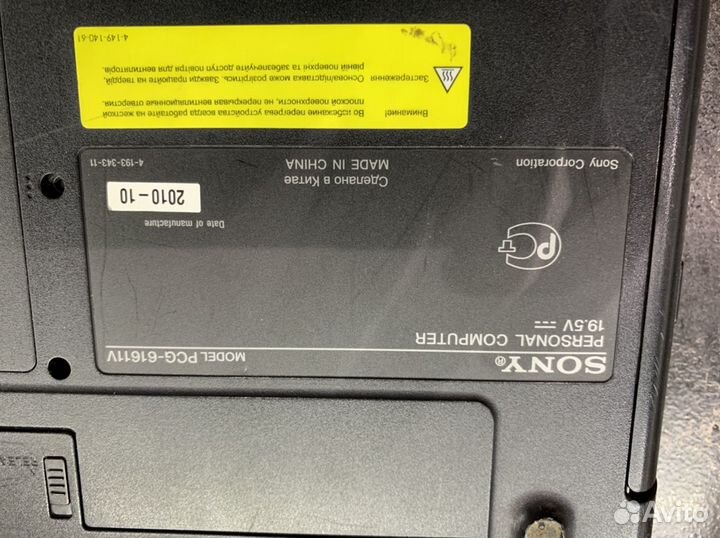 SONY®
PERSONAL COMPUTER
19.5V
MODEL PCG-61611V
PC
Date of manufacture
2010-10
Сделано в Китае
MADE IN CHINA
Sony Corporation
4-193-343-11
Внимание! Во избежание перегрева устройства всегда работайте на жесткой
плоской поверхности, не перекрывая вентиляционные отверстия.
Застереження Основа/підставка може розігрітись. Завжди працюйте на твердій,
рівній поверхні та забезпечуйте доступ повітря для вентиляторів.
4-149-140-61
Avito